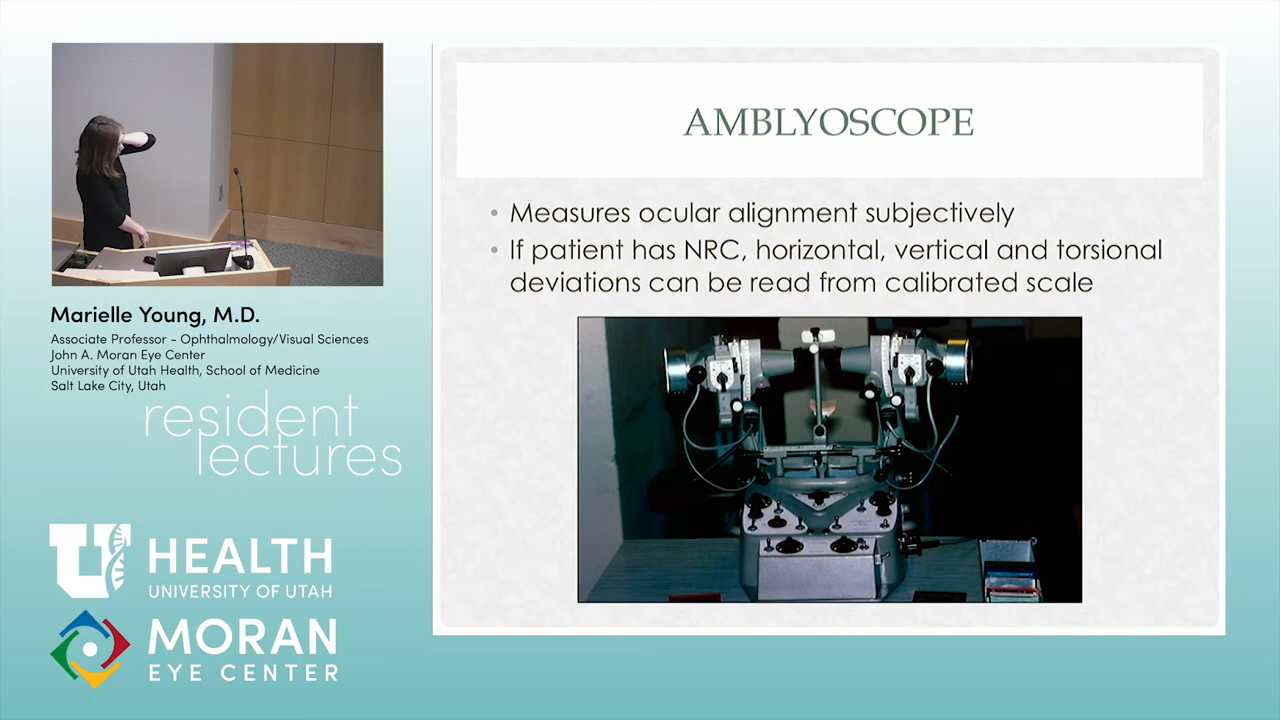 AMBLYOSCOPE
• Measures ocular alignment subjectively
• If patient has NRC, horizontal, vertical and torsional
deviations can be read from calibrated scale
Marielle Young, M.D.
Associate Professor - Ophthalmology/Visual Sciences
John A. Moran Eye Center
University of Utah Health, School of Medicine
Salt Lake City, Utah
resident
lectures
U HEALTH
UNIVERSITY OF UTAH
MORAN
EYE CENTER